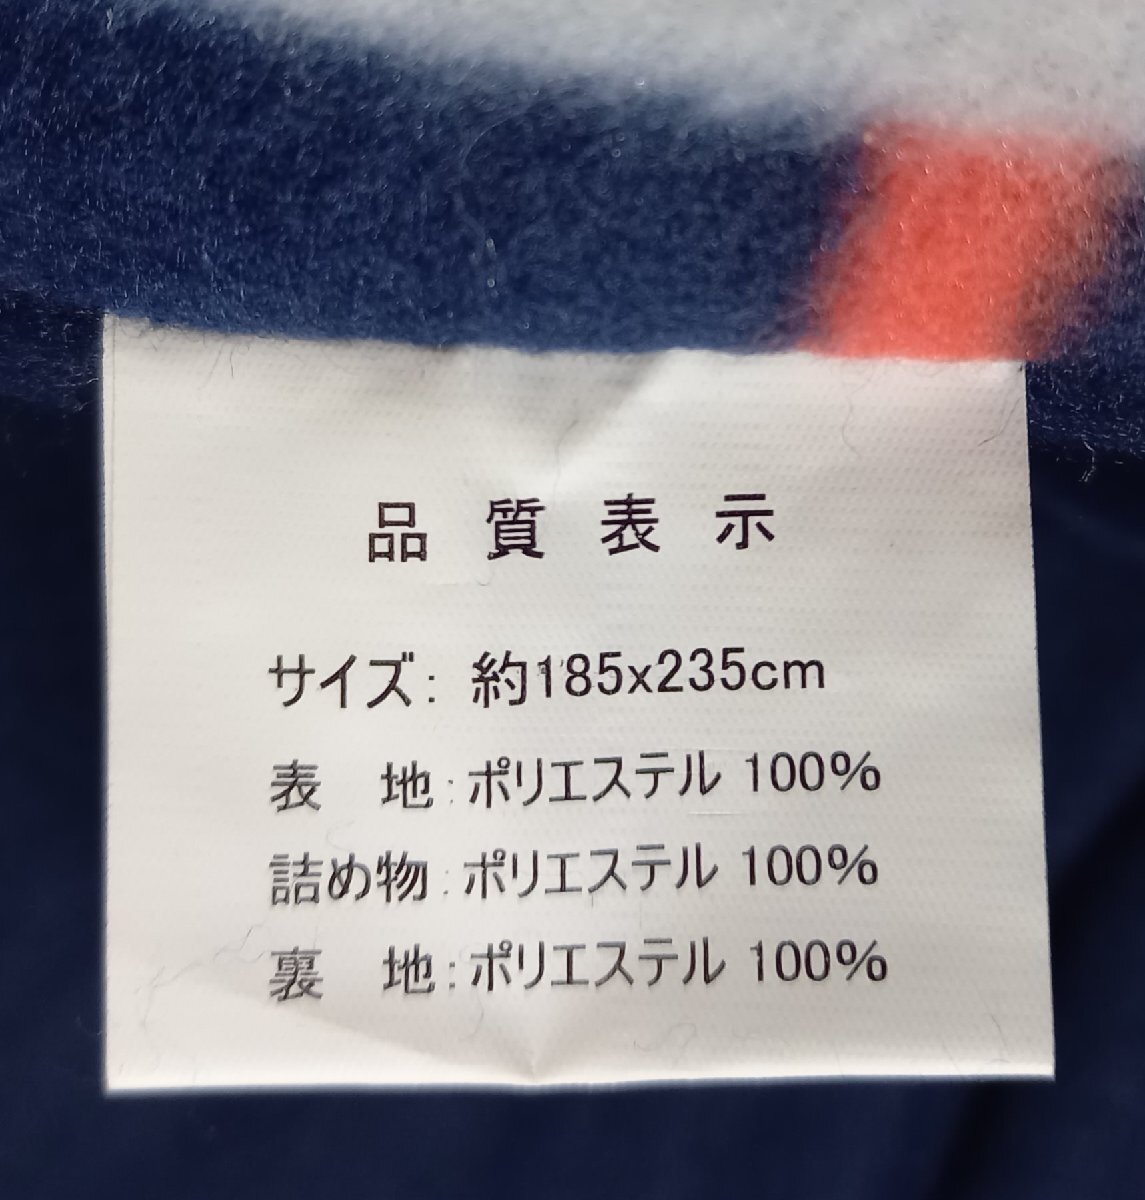 品質表示
サイズ: 約185x235cm
表　地:ポリエステル 100%
詰め物:ポリエステル 100%
裏　地:ポリエステル 100%